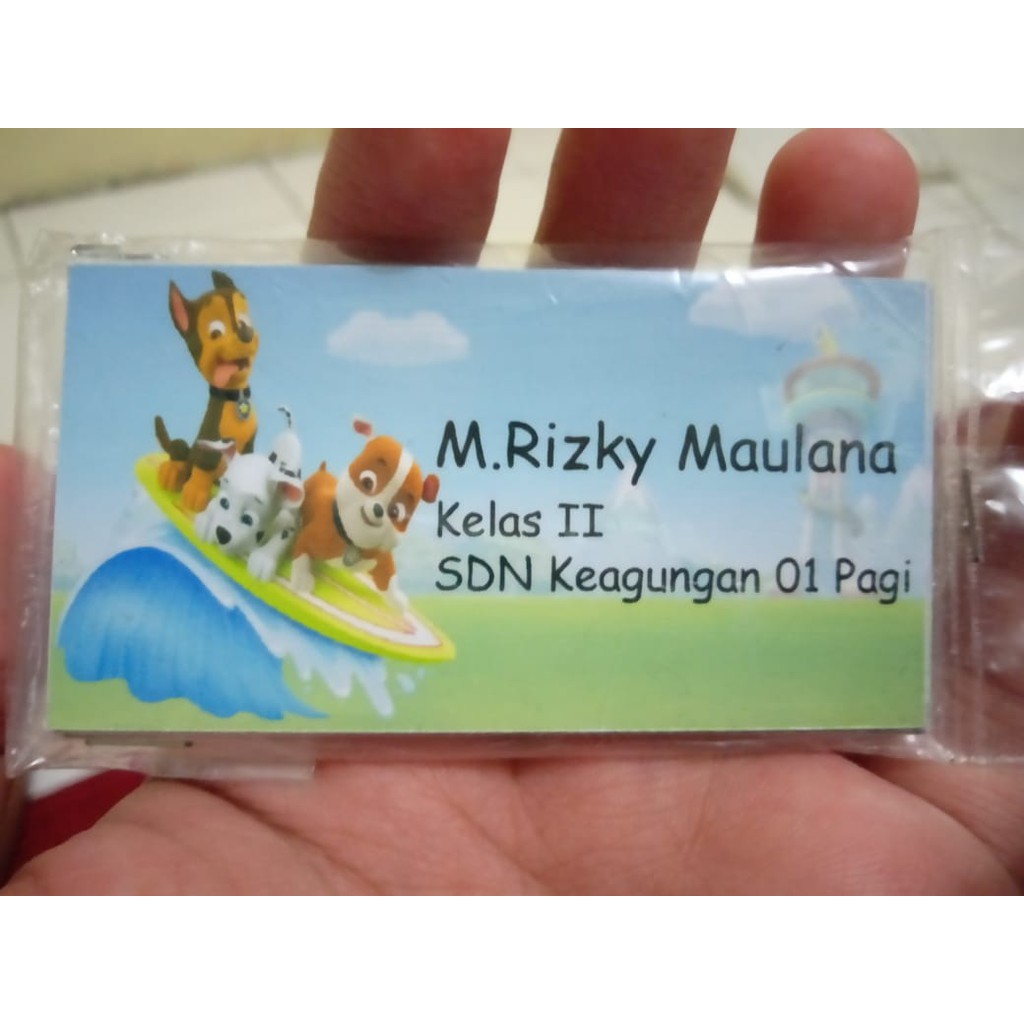 M.Rizky Maulana
Kelas II
SDN Keagungan 01 Pagi